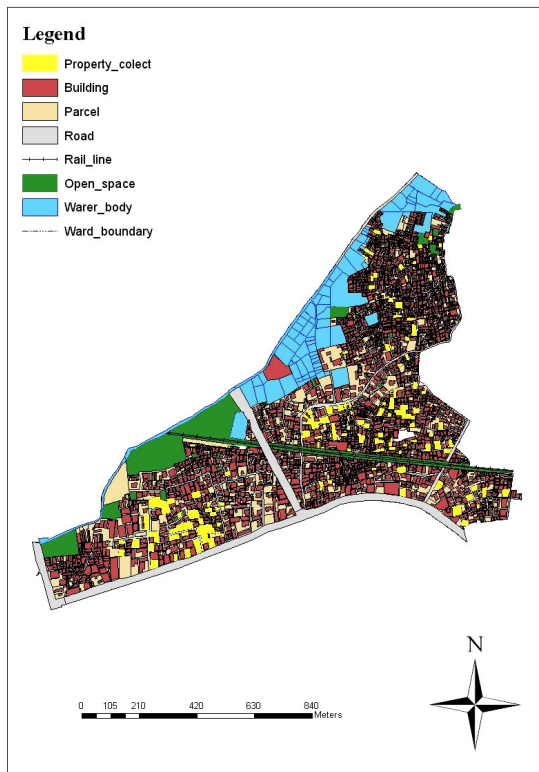 Legend
Property_colect
Building
Parcel
Road
Rail_line
Open_space
Warer_body
Ward_boundary
N
0 105 210 420 630 840
Meters